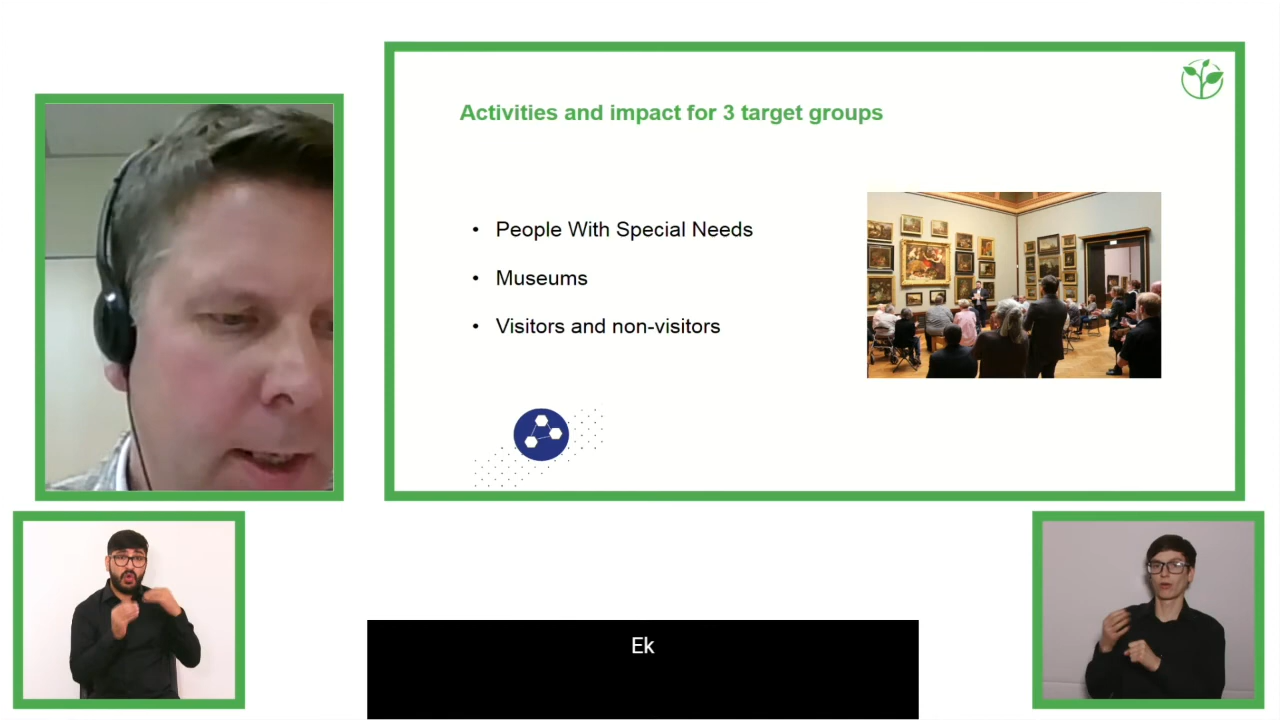 Activities and impact for 3 target groups
• People With Special Needs
• Museums
• Visitors and non-visitors
Ek